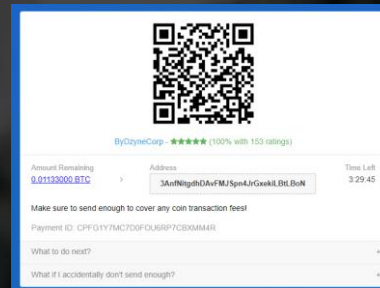 ByDzyneCorp - ★★★★★ (100% with 153 ratings)
Amount Remaining
0.01133000 BTC
Address
3AnfNitgdhDAvFMJSpn4JrGxekiLBtLBoN
Time Left
3:29:45
Make sure to send enough to cover any coin transaction fees!
Payment ID: CPFG1Y7MC7D0FOU6RP7CBXMM4R
What to do next?
What if I accidentally don't send enough?